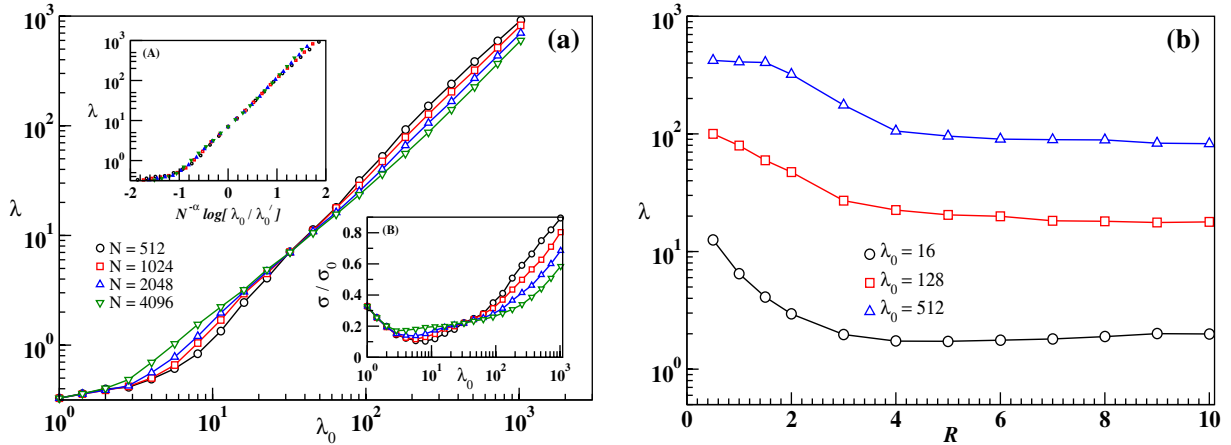 (a)
10³
10²
10¹
10⁰
λ
10⁰
10¹
10²
10³
λ₀
N = 512
N = 1024
N = 2048
N = 4096
(A)
10³
10²
10¹
10⁰
λ
-2
-1
0
1
2
N^-α log[ λ₀ / λ₀′ ]
(B)
0.8
0.6
0.4
0.2
0.0
σ / σ₀
10⁰
10¹
10²
10³
λ₀
(b)
10³
10²
10¹
10⁰
λ
λ₀ = 16
λ₀ = 128
λ₀ = 512
0
2
4
6
8
10
R